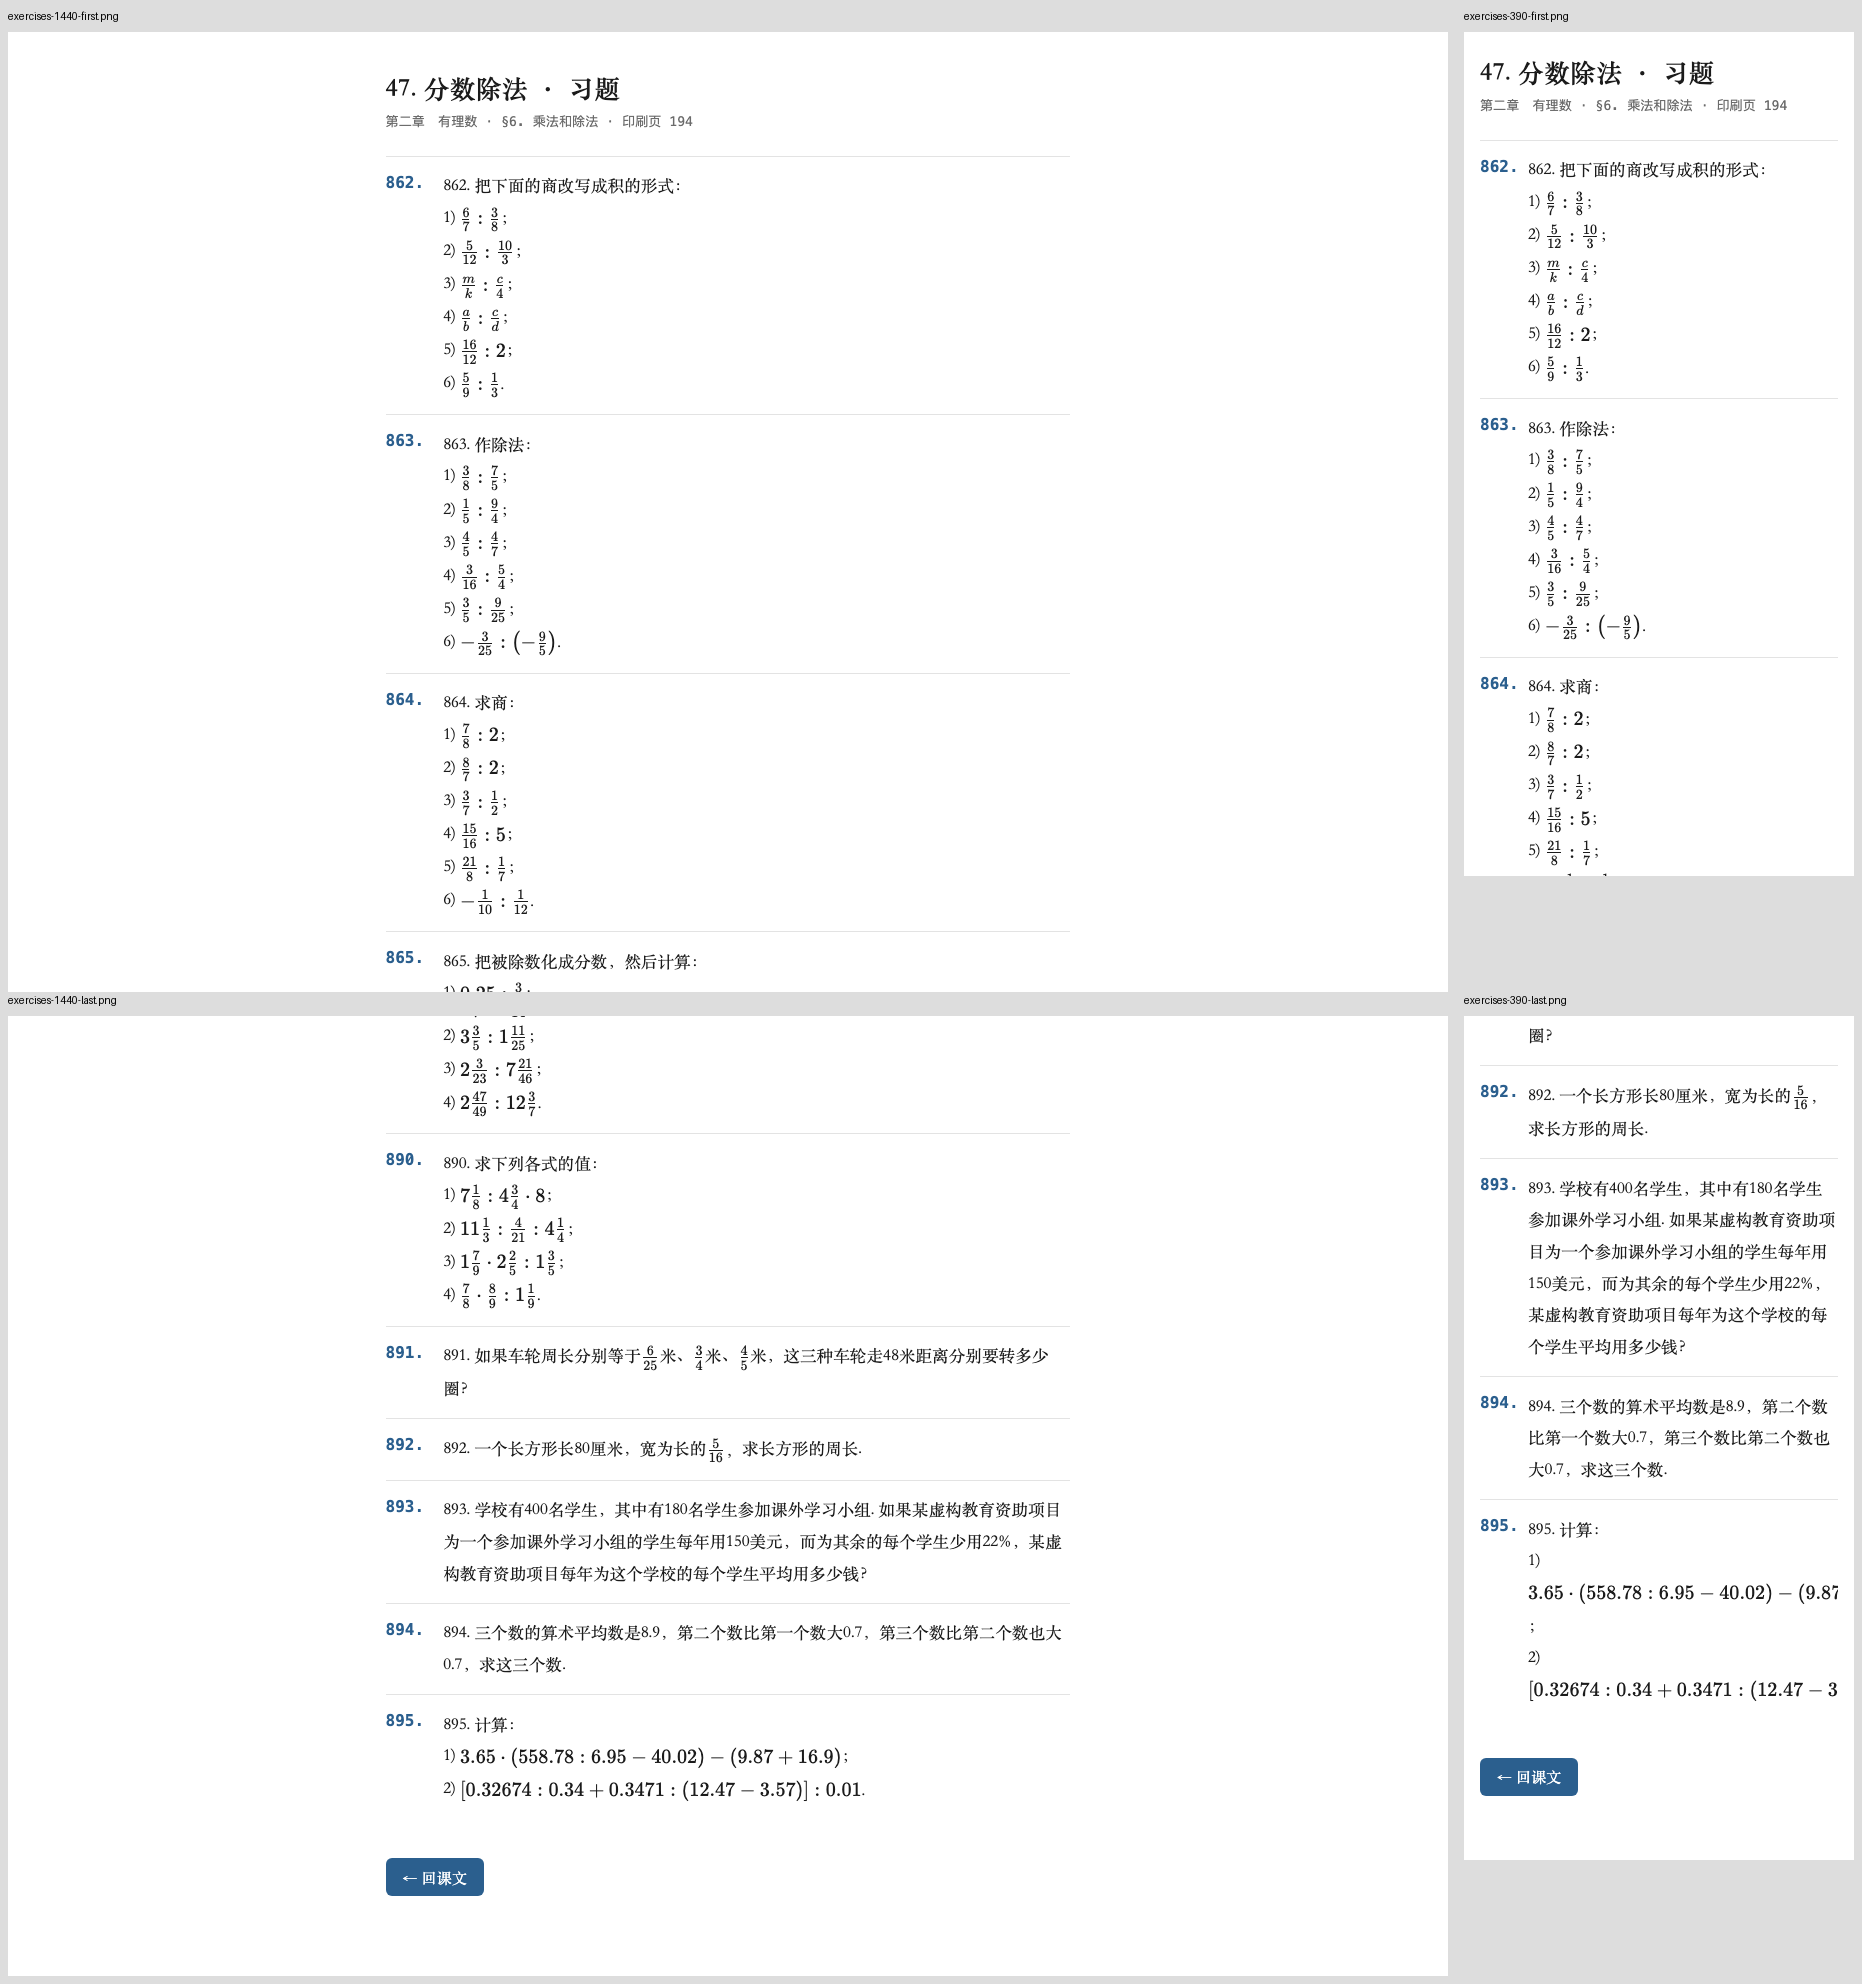 exercises-1440-first.png
47. 分数除法 · 习题
第二章 有理数 · §6. 乘法和除法 · 印刷页 194
862. 862. 把下面的商改写成积的形式:
1) 6/7 : 3/8;
2) 5/12 : 10/3;
3) m/k : c/4;
4) a/b : c/d;
5) 16/12 : 2;
6) 5/9 : 1/3.
863. 863. 作除法:
1) 3/8 : 7/5;
2) 1/5 : 9/4;
3) 4/5 : 4/7;
4) 3/16 : 5/4;
5) 3/5 : 9/25;
6) −3/25 : (−9/5).
864. 864. 求商:
1) 7/8 : 2;
2) 8/7 : 2;
3) 3/7 : 1/2;
4) 15/16 : 5;
5) 21/8 : 1/7;
6) −1/10 : 1/12.
865. 865. 把被除数化成分数, 然后计算:
exercises-390-first.png
47. 分数除法 · 习题
第二章 有理数 · §6. 乘法和除法 · 印刷页 194
862. 862. 把下面的商改写成积的形式:
1) 6/7 : 3/8;
2) 5/12 : 10/3;
3) m/k : c/4;
4) a/b : c/d;
5) 16/12 : 2;
6) 5/9 : 1/3.
863. 863. 作除法:
1) 3/8 : 7/5;
2) 1/5 : 9/4;
3) 4/5 : 4/7;
4) 3/16 : 5/4;
5) 3/5 : 9/25;
6) −3/25 : (−9/5).
864. 864. 求商:
1) 7/8 : 2;
2) 8/7 : 2;
3) 3/7 : 1/2;
4) 15/16 : 5;
5) 21/8 : 1/7;
exercises-1440-last.png
2) 3 3/5 : 1 11/25;
3) 2 3/23 : 7 21/46;
4) 2 47/49 : 12 3/7.
890. 890. 求下列各式的值:
1) 7 1/8 : 4 3/4 · 8;
2) 11 1/3 : 4/21 : 4 1/4;
3) 1 7/9 · 2 2/5 : 1 3/5;
4) 7/8 · 8/9 : 1 1/9.
891. 891. 如果车轮周长分别等于6/25米、3/4米、4/5米, 这三种车轮走48米距离分别要转多少
圈?
892. 892. 一个长方形长80厘米, 宽为长的5/16, 求长方形的周长.
893. 893. 学校有400名学生, 其中有180名学生参加课外学习小组. 如果某虚构教育资助项目
为一个参加课外学习小组的学生每年用150美元, 而为其余的每个学生少用22%, 某虚
构教育资助项目每年为这个学校的每个学生平均用多少钱?
894. 894. 三个数的算术平均数是8.9, 第二个数比第一个数大0.7, 第三个数比第二个数也大
0.7, 求这三个数.
895. 895. 计算:
1) 3.65 · (558.78 : 6.95 − 40.02) − (9.87 + 16.9);
2) [0.32674 : 0.34 + 0.3471 : (12.47 − 3.57)] : 0.01.
← 回课文
exercises-390-last.png
圈?
892. 892. 一个长方形长80厘米, 宽为长的5/16,
求长方形的周长.
893. 893. 学校有400名学生, 其中有180名学生
参加课外学习小组. 如果某虚构教育资助项
目为一个参加课外学习小组的学生每年用
150美元, 而为其余的每个学生少用22%,
某虚构教育资助项目每年为这个学校的每
个学生平均用多少钱?
894. 894. 三个数的算术平均数是8.9, 第二个数
比第一个数大0.7, 第三个数比第二个数也
大0.7, 求这三个数.
895. 895. 计算:
1)
3.65 · (558.78 : 6.95 − 40.02) − (9.87
;
2)
[0.32674 : 0.34 + 0.3471 : (12.47 − 3
← 回课文